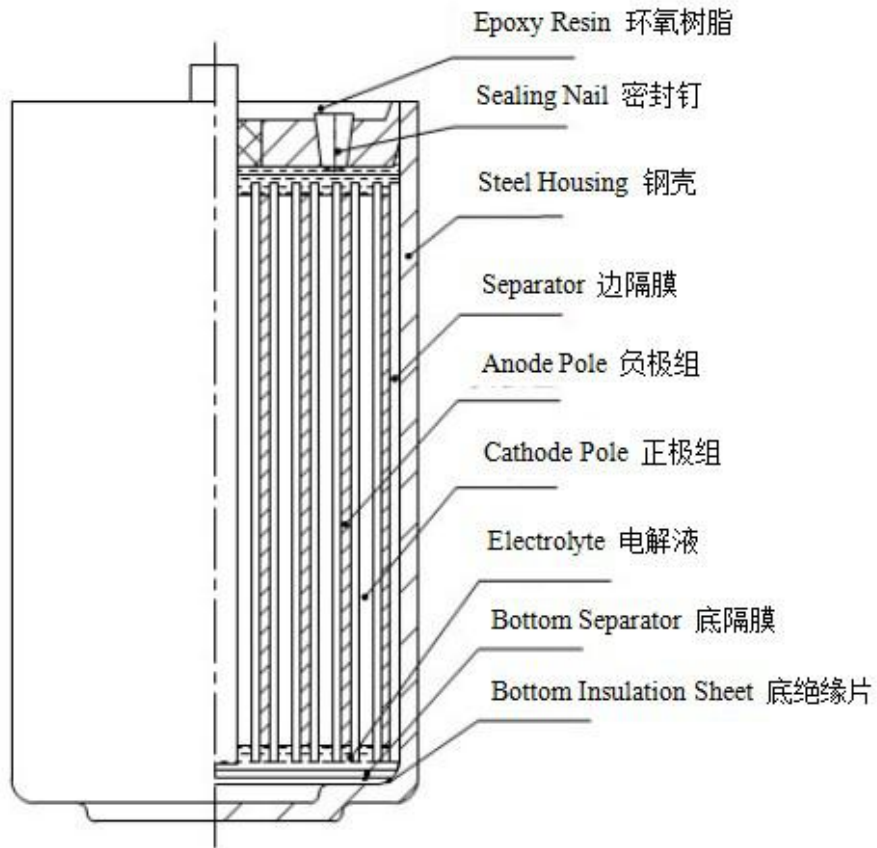 Epoxy Resin 环氧树脂
Sealing Nail 密封钉
Steel Housing 钢壳
Separator 边隔膜
Anode Pole 负极组
Cathode Pole 正极组
Electrolyte 电解液
Bottom Separator 底隔膜
Bottom Insulation Sheet 底绝缘片